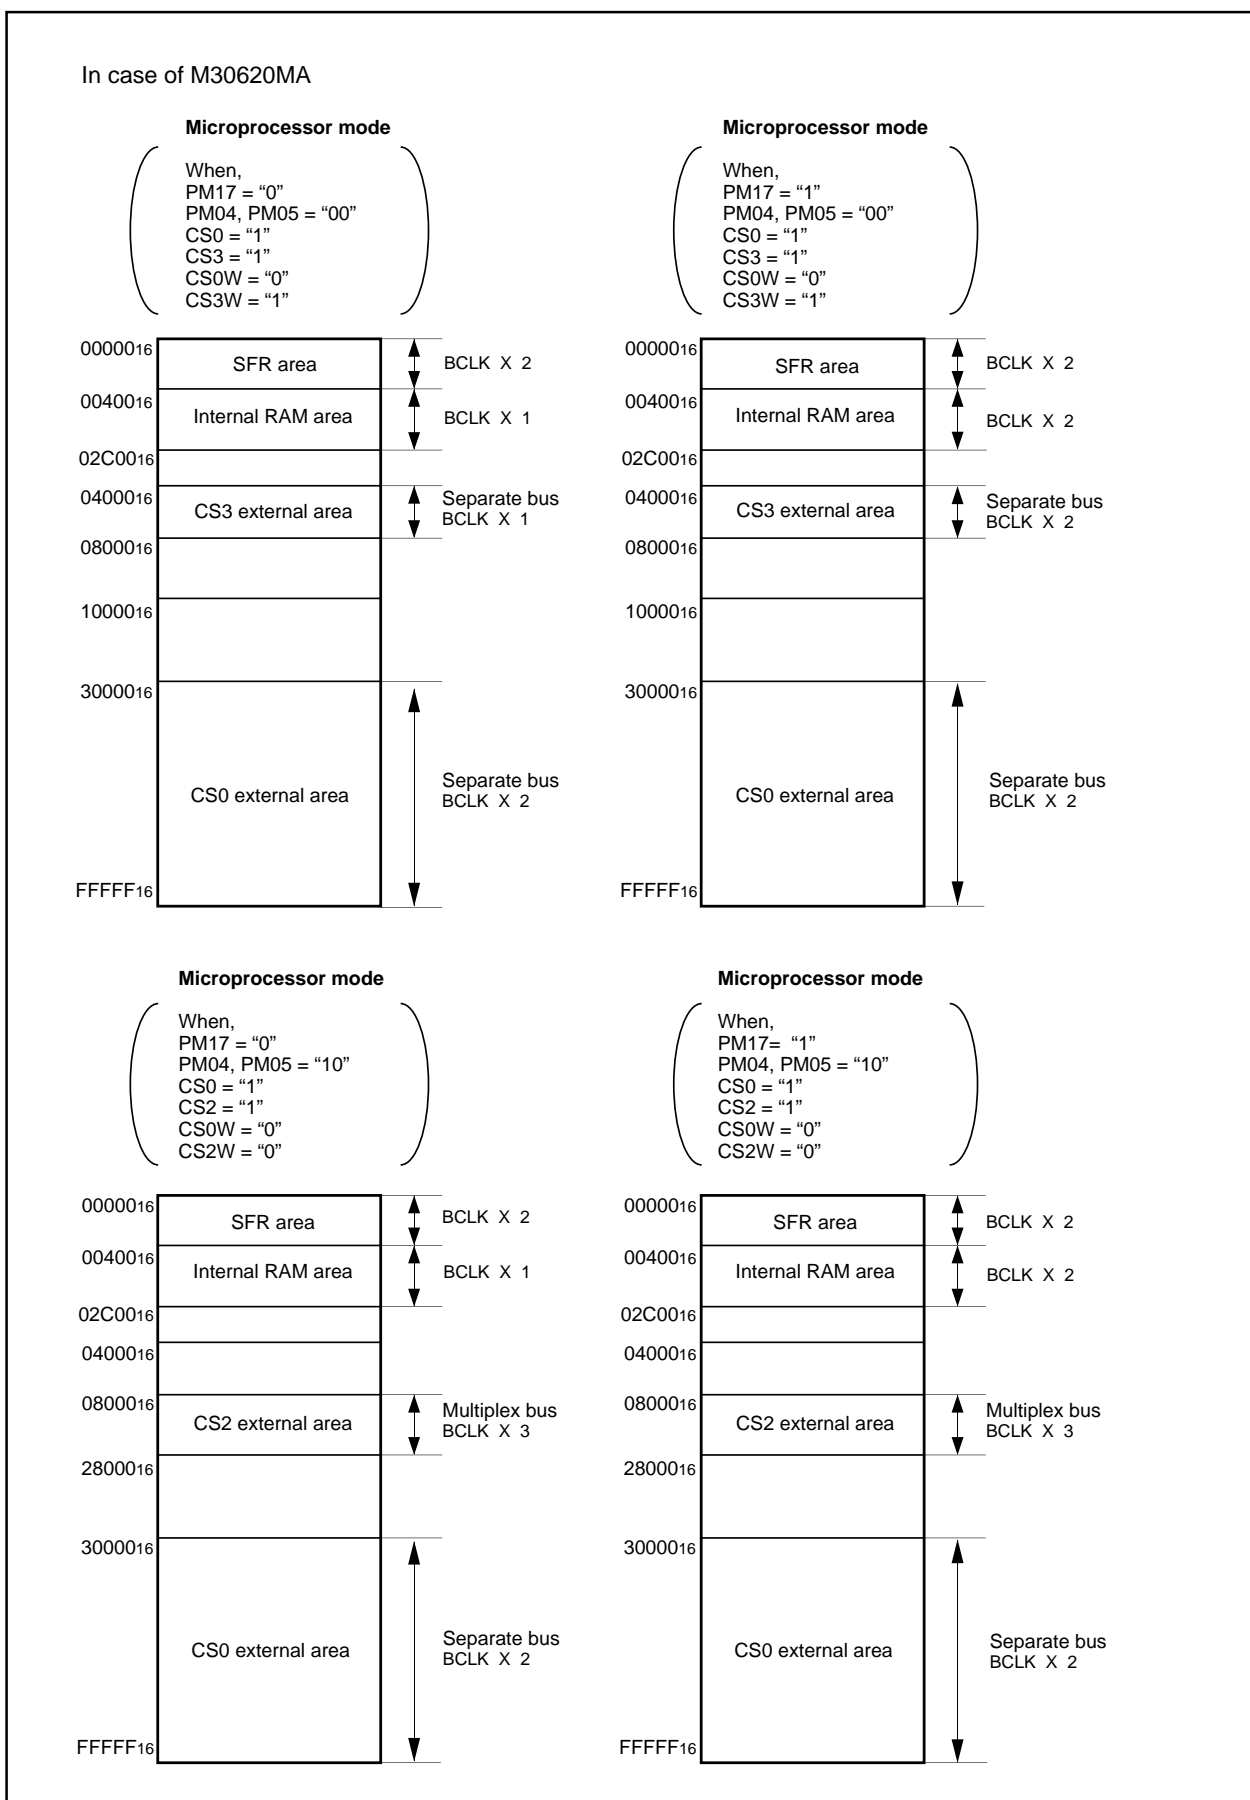 In case of M30620MA
Microprocessor mode
When,
PM17 = “0”
PM04, PM05 = “00”
CS0 = “1”
CS3 = “1”
CS0W = “0”
CS3W = “1”
0000016
SFR area
BCLK X 2
0040016
Internal RAM area
BCLK X 1
02C0016
0400016
CS3 external area
Separate bus
BCLK X 1
0800016
1000016
3000016
CS0 external area
Separate bus
BCLK X 2
FFFFF16
Microprocessor mode
When,
PM17 = “1”
PM04, PM05 = “00”
CS0 = “1”
CS3 = “1”
CS0W = “0”
CS3W = “1”
0000016
SFR area
BCLK X 2
0040016
Internal RAM area
BCLK X 2
02C0016
0400016
CS3 external area
Separate bus
BCLK X 2
0800016
1000016
3000016
CS0 external area
Separate bus
BCLK X 2
FFFFF16
Microprocessor mode
When,
PM17 = “0”
PM04, PM05 = “10”
CS0 = “1”
CS2 = “1”
CS0W = “0”
CS2W = “0”
0000016
SFR area
BCLK X 2
0040016
Internal RAM area
BCLK X 1
02C0016
0400016
0800016
CS2 external area
Multiplex bus
BCLK X 3
2800016
3000016
CS0 external area
Separate bus
BCLK X 2
FFFFF16
Microprocessor mode
When,
PM17= “1”
PM04, PM05 = “10”
CS0 = “1”
CS2 = “1”
CS0W = “0”
CS2W = “0”
0000016
SFR area
BCLK X 2
0040016
Internal RAM area
BCLK X 2
02C0016
0400016
0800016
CS2 external area
Multiplex bus
BCLK X 3
2800016
3000016
CS0 external area
Separate bus
BCLK X 2
FFFFF16